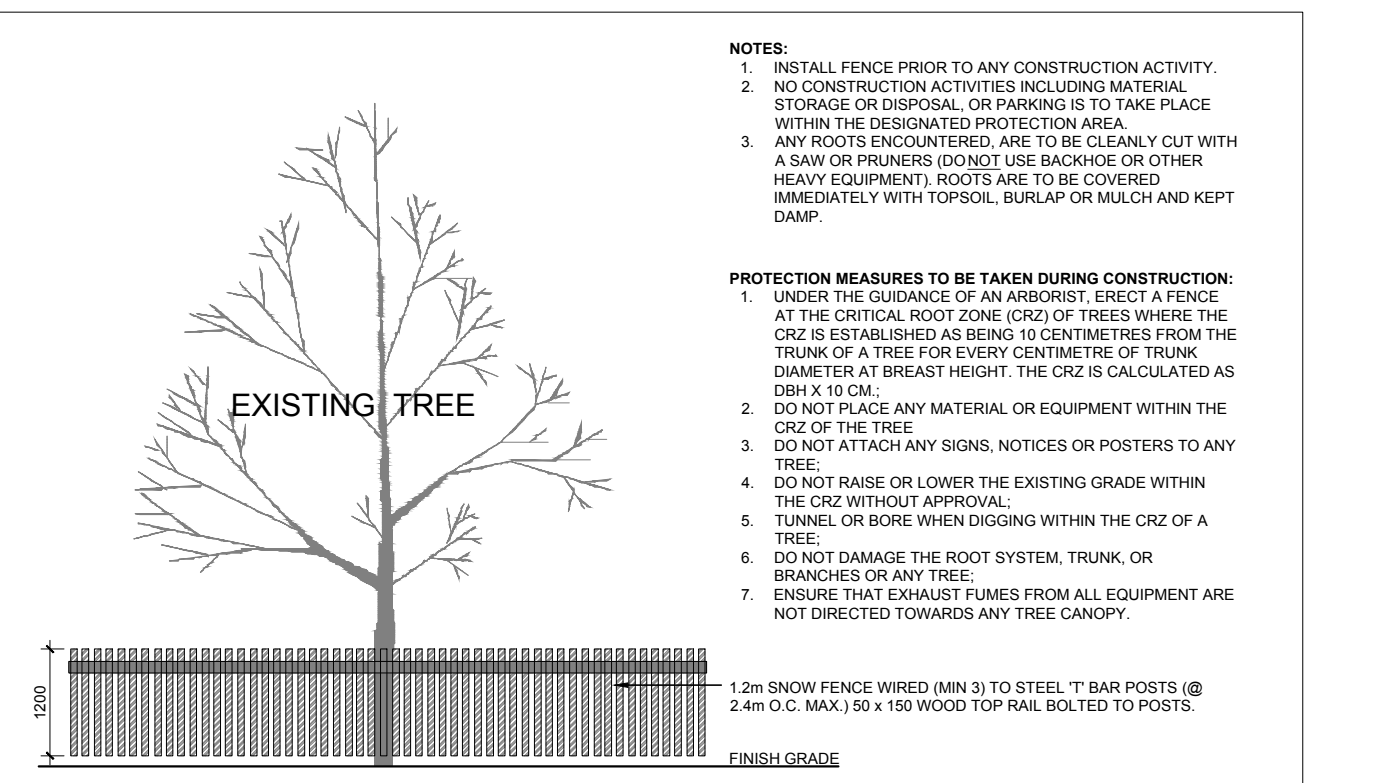 NOTES:
1. INSTALL FENCE PRIOR TO ANY CONSTRUCTION ACTIVITY.
2. NO CONSTRUCTION ACTIVITIES INCLUDING MATERIAL
STORAGE OR DISPOSAL, OR PARKING IS TO TAKE PLACE
WITHIN THE DESIGNATED PROTECTION AREA.
3. ANY ROOTS ENCOUNTERED, ARE TO BE CLEANLY CUT WITH
A SAW OR PRUNERS (DO NOT USE BACKHOE OR OTHER
HEAVY EQUIPMENT). ROOTS ARE TO BE COVERED
IMMEDIATELY WITH TOPSOIL, BURLAP OR MULCH AND KEPT
DAMP.
PROTECTION MEASURES TO BE TAKEN DURING CONSTRUCTION:
1. UNDER THE GUIDANCE OF AN ARBORIST, ERECT A FENCE
AT THE CRITICAL ROOT ZONE (CRZ) OF TREES WHERE THE
CRZ IS ESTABLISHED AS BEING 10 CENTIMETRES FROM THE
TRUNK OF A TREE FOR EVERY CENTIMETRE OF TRUNK
DIAMETER AT BREAST HEIGHT. THE CRZ IS CALCULATED AS
DBH X 10 CM.;
2. DO NOT PLACE ANY MATERIAL OR EQUIPMENT WITHIN THE
CRZ OF THE TREE
3. DO NOT ATTACH ANY SIGNS, NOTICES OR POSTERS TO ANY
TREE;
4. DO NOT RAISE OR LOWER THE EXISTING GRADE WITHIN
THE CRZ WITHOUT APPROVAL;
5. TUNNEL OR BORE WHEN DIGGING WITHIN THE CRZ OF A
TREE;
6. DO NOT DAMAGE THE ROOT SYSTEM, TRUNK, OR
BRANCHES OR ANY TREE;
7. ENSURE THAT EXHAUST FUMES FROM ALL EQUIPMENT ARE
NOT DIRECTED TOWARDS ANY TREE CANOPY.
EXISTING TREE
1200
1.2m SNOW FENCE WIRED (MIN 3) TO STEEL 'T' BAR POSTS (@
2.4m O.C. MAX.) 50 x 150 WOOD TOP RAIL BOLTED TO POSTS.
FINISH GRADE